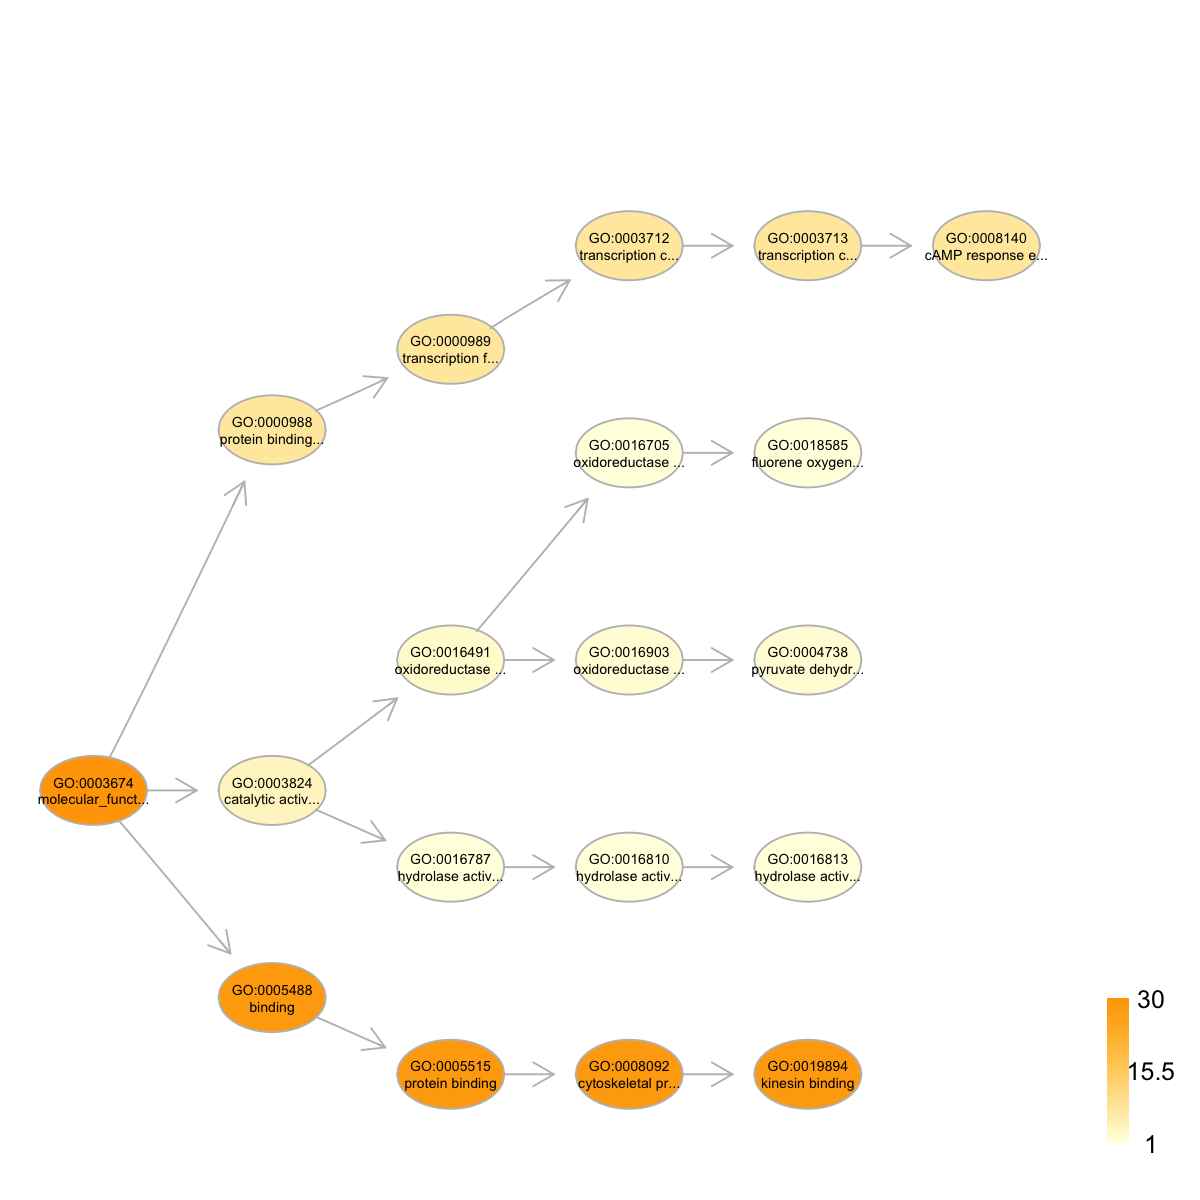 GO:0003712
transcription c...
GO:0003713
transcription c...
GO:0008140
cAMP response e...
GO:0000989
transcription f...
GO:0000988
protein binding...
GO:0016705
oxidoreductase ...
GO:0018585
fluorene oxygen...
GO:0016491
oxidoreductase ...
GO:0016903
oxidoreductase ...
GO:0004738
pyruvate dehydr...
GO:0003674
molecular_funct...
GO:0003824
catalytic activ...
GO:0016787
hydrolase activ...
GO:0016810
hydrolase activ...
GO:0016813
hydrolase activ...
GO:0005488
binding
GO:0005515
protein binding
GO:0008092
cytoskeletal pr...
GO:0019894
kinesin binding
30
15.5
1